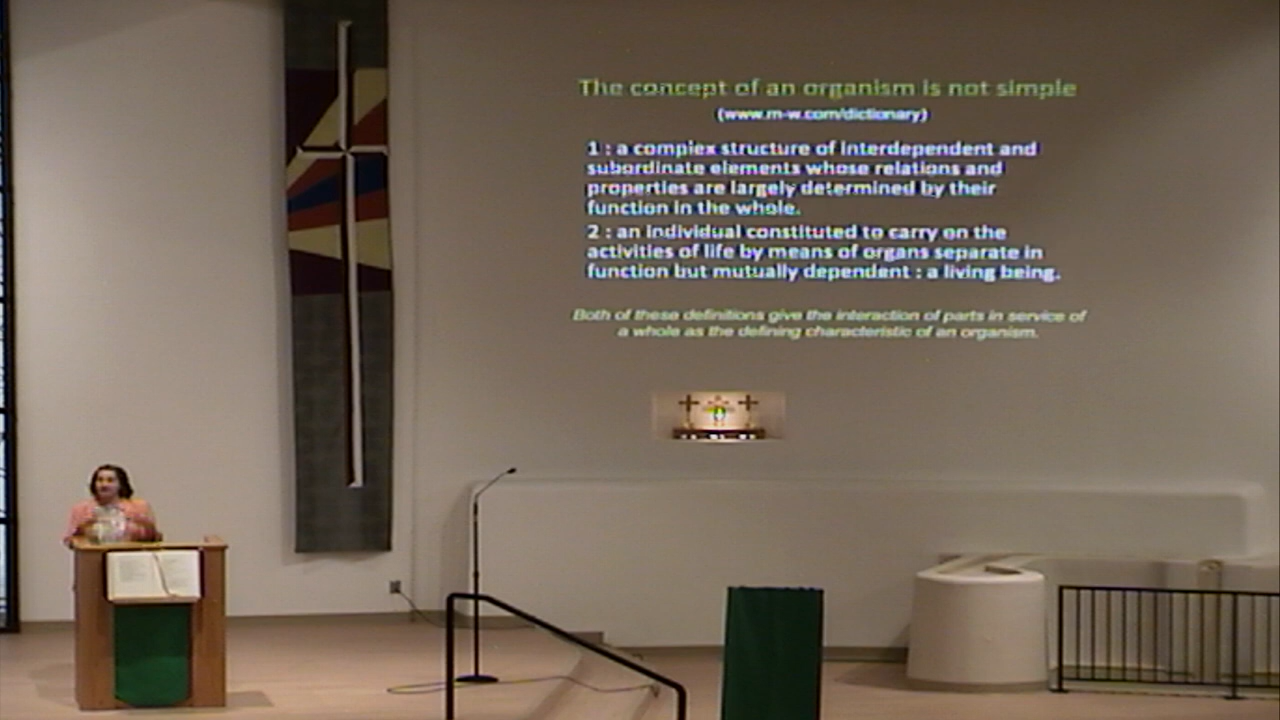 The concept of an organism is not simple
(www.m-w.com/dictionary)
1 : a complex structure of interdependent and
subordinate elements whose relations and
properties are largely determined by their
function in the whole.
2 : an individual constituted to carry on the
activities of life by means of organs separate in
function but mutually dependent : a living being.
Both of these definitions give the interaction of parts in service of
a whole as the defining characteristic of an organism.